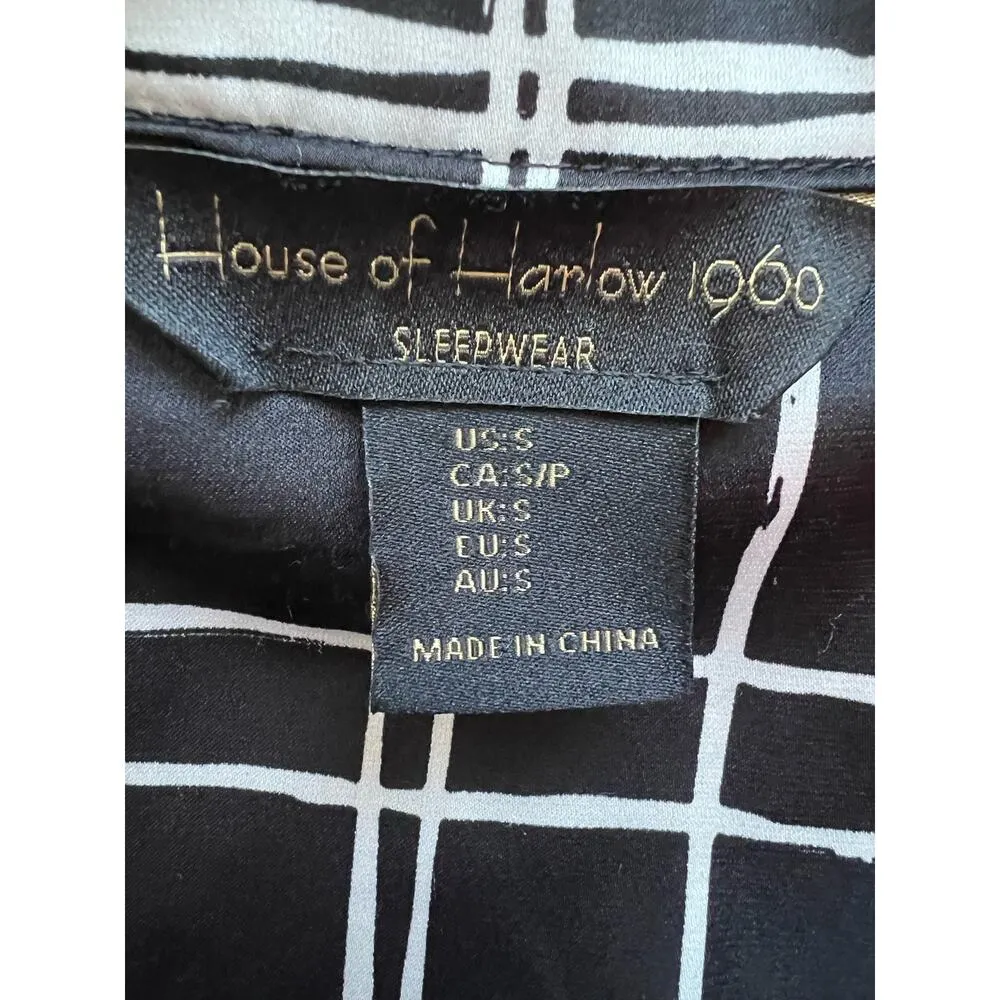 House of Harlow 1960
SLEEPWEAR
US: S
CA: S/P
UK: S
EU: S
AU: S
MADE IN CHINA